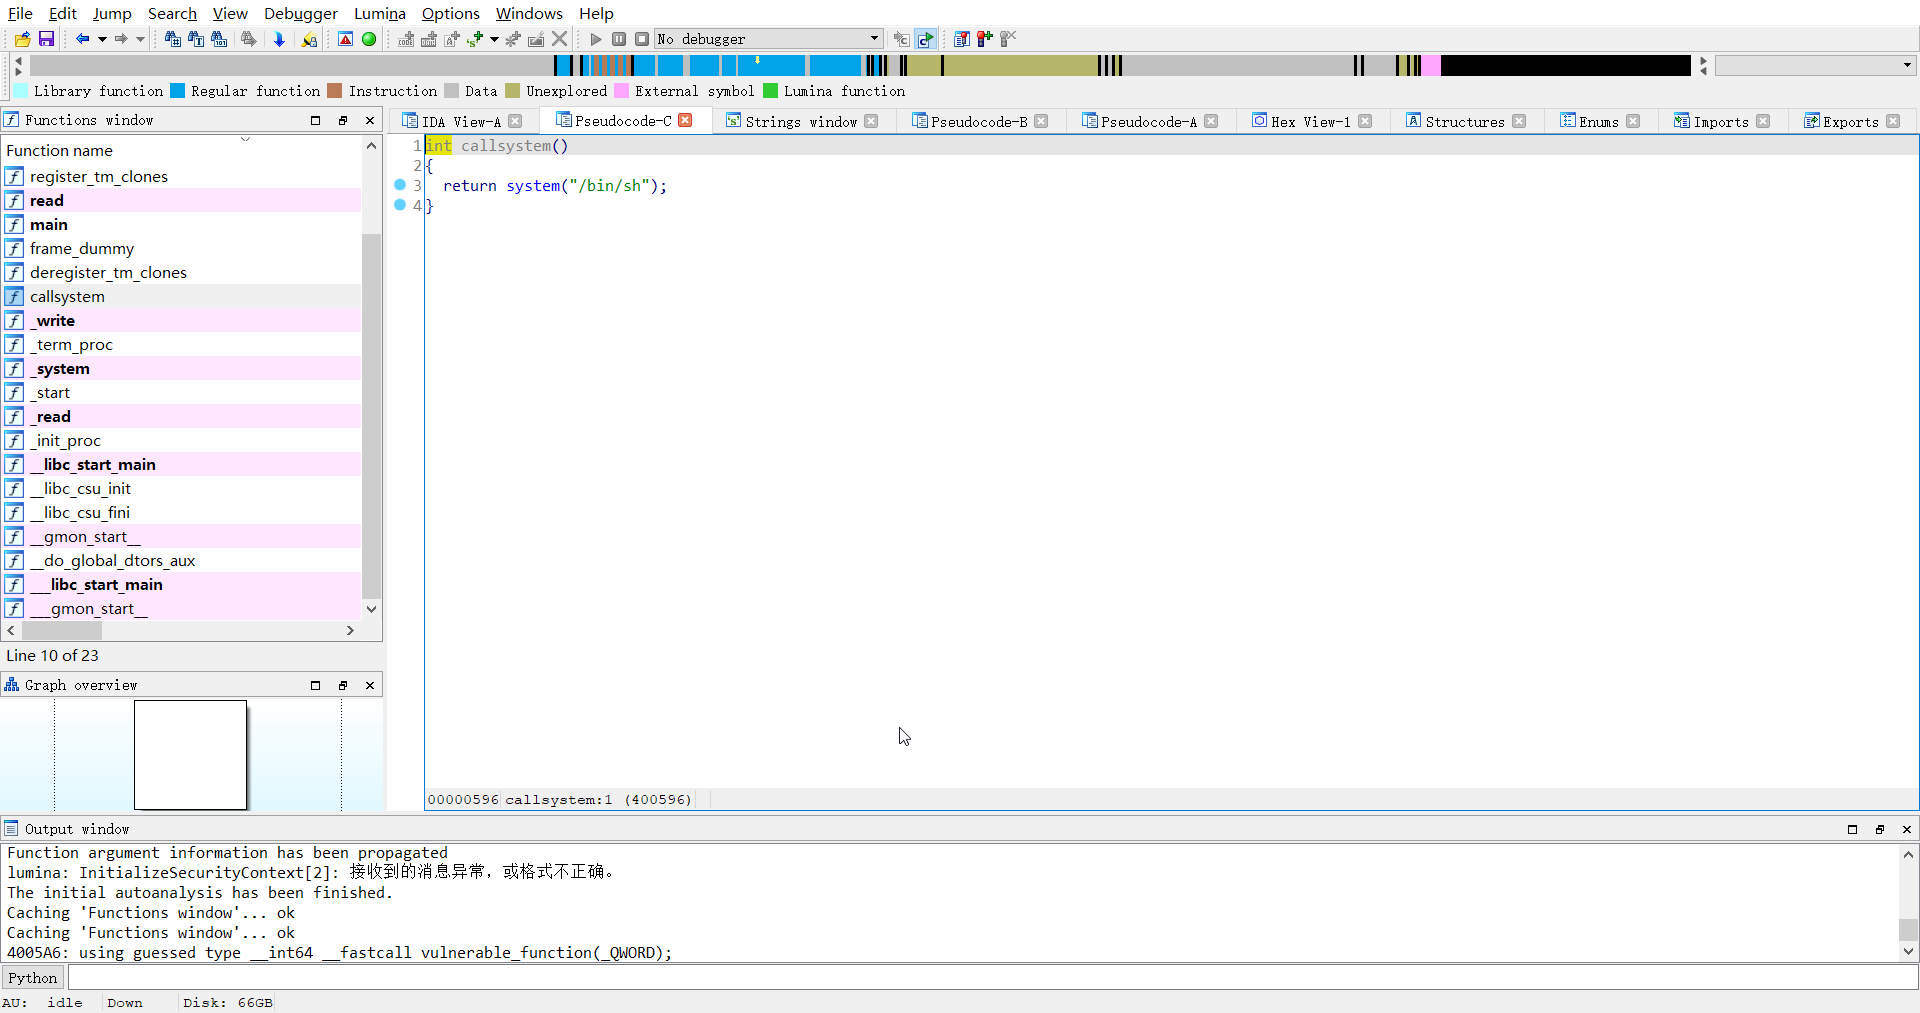 File Edit Jump Search View Debugger Lumina Options Windows Help
No debugger
Library function Regular function Instruction Data Unexplored External symbol Lumina function
Functions window
IDA View-A Pseudocode-C Strings window Pseudocode-B Pseudocode-A Hex View-1 Structures Enums Imports Exports
Function name
register_tm_clones
read
main
frame_dummy
deregister_tm_clones
callsystem
_write
_term_proc
_system
_start
_read
_init_proc
__libc_start_main
__libc_csu_init
__libc_csu_fini
__gmon_start__
__do_global_dtors_aux
___libc_start_main
___gmon_start__
Line 10 of 23
Graph overview
1 int callsystem()
2 {
3 return system("/bin/sh");
4 }
00000596 callsystem:1 (400596)
Output window
Function argument information has been propagated
lumina: InitializeSecurityContext[2]: 接收到的消息异常，或格式不正确。
The initial autoanalysis has been finished.
Caching 'Functions window'... ok
Caching 'Functions window'... ok
4005A6: using guessed type __int64 __fastcall vulnerable_function(_QWORD);
Python
AU: idle Down Disk: 66GB